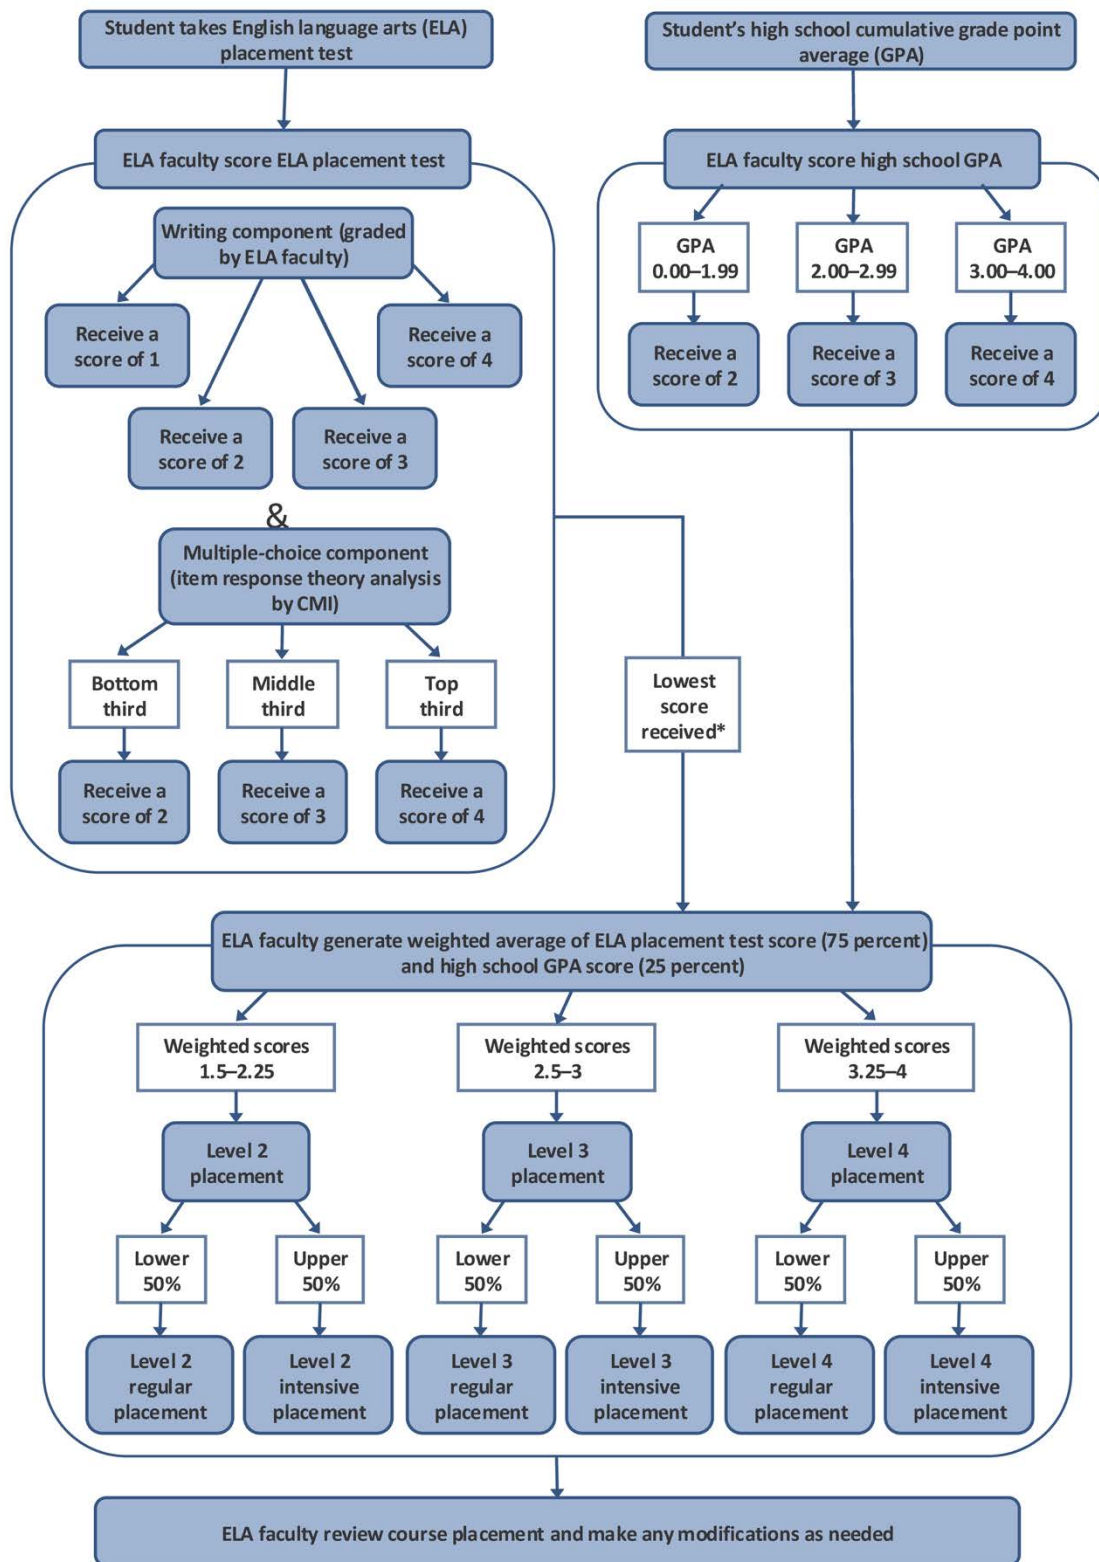 Student takes English language arts (ELA)
placement test
Student's high school cumulative grade point
average (GPA)
ELA faculty score ELA placement test
ELA faculty score high school GPA
Writing component (graded
by ELA faculty)
Receive a
score of 1
Receive a
score of 4
Receive a
score of 2
Receive a
score of 3
GPA
0.00–1.99
GPA
2.00–2.99
GPA
3.00–4.00
Receive a
score of 2
Receive a
score of 3
Receive a
score of 4
&
Multiple-choice component
(item response theory analysis
by CMI)
Bottom
third
Middle
third
Top
third
Receive a
score of 2
Receive a
score of 3
Receive a
score of 4
Lowest
score
received*
ELA faculty generate weighted average of ELA placement test score (75 percent)
and high school GPA score (25 percent)
Weighted scores
1.5–2.25
Weighted scores
2.5–3
Weighted scores
3.25–4
Level 2
placement
Level 3
placement
Level 4
placement
Lower
50%
Upper
50%
Lower
50%
Upper
50%
Lower
50%
Upper
50%
Level 2
regular
placement
Level 2
intensive
placement
Level 3
regular
placement
Level 3
intensive
placement
Level 4
regular
placement
Level 4
intensive
placement
ELA faculty review course placement and make any modifications as needed